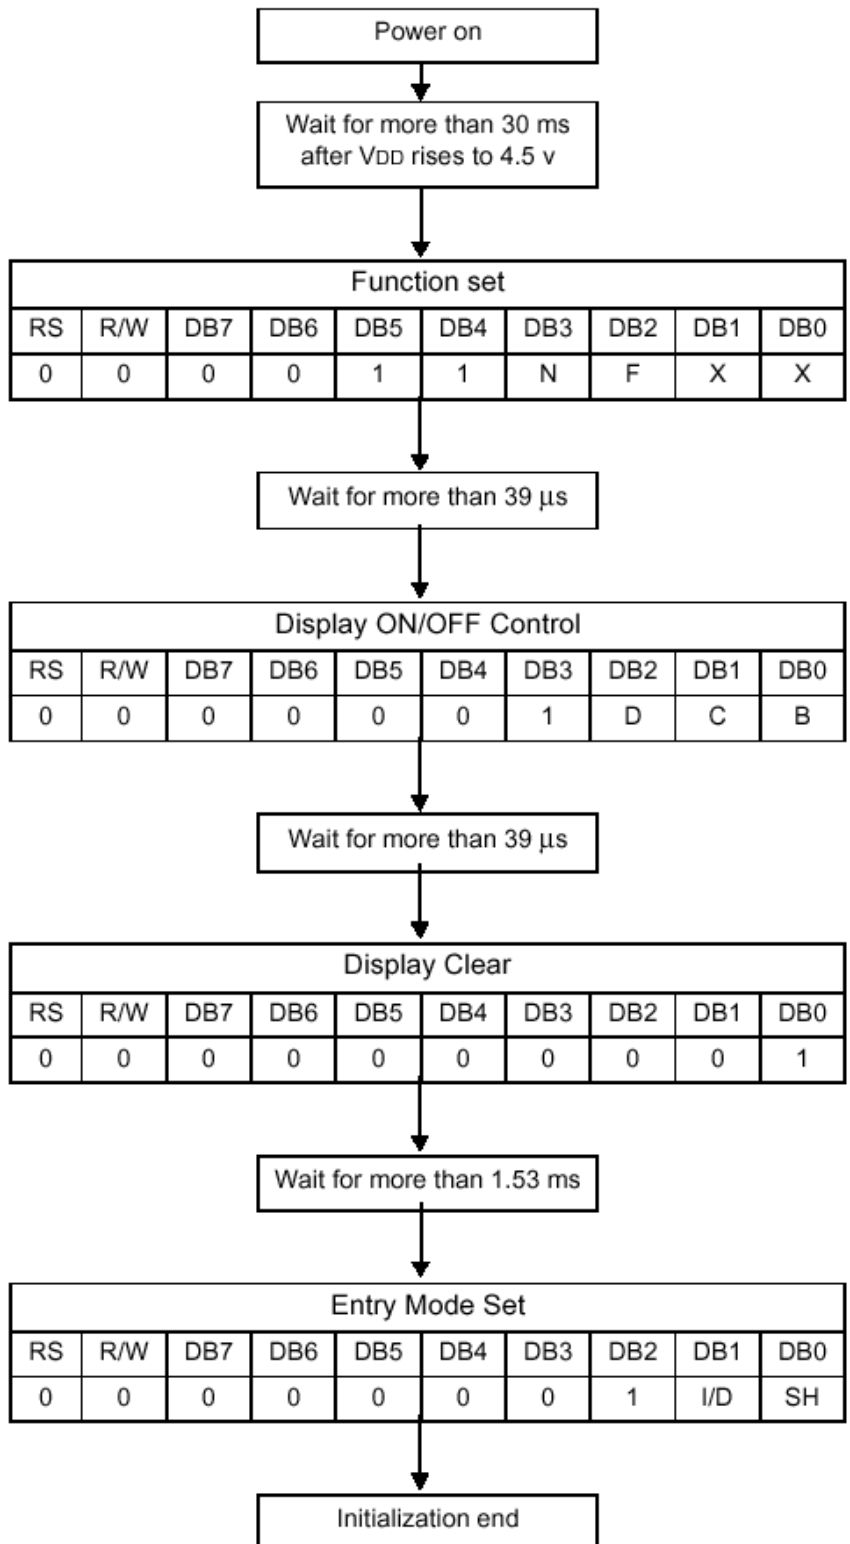 Power on
Wait for more than 30 ms
after VDD rises to 4.5 v
Function set
RS R/W DB7 DB6 DB5 DB4 DB3 DB2 DB1 DB0
0 0 0 0 1 1 N F X X
Wait for more than 39 μs
Display ON/OFF Control
RS R/W DB7 DB6 DB5 DB4 DB3 DB2 DB1 DB0
0 0 0 0 0 0 1 D C B
Wait for more than 39 μs
Display Clear
RS R/W DB7 DB6 DB5 DB4 DB3 DB2 DB1 DB0
0 0 0 0 0 0 0 0 0 1
Wait for more than 1.53 ms
Entry Mode Set
RS R/W DB7 DB6 DB5 DB4 DB3 DB2 DB1 DB0
0 0 0 0 0 0 0 1 I/D SH
Initialization end